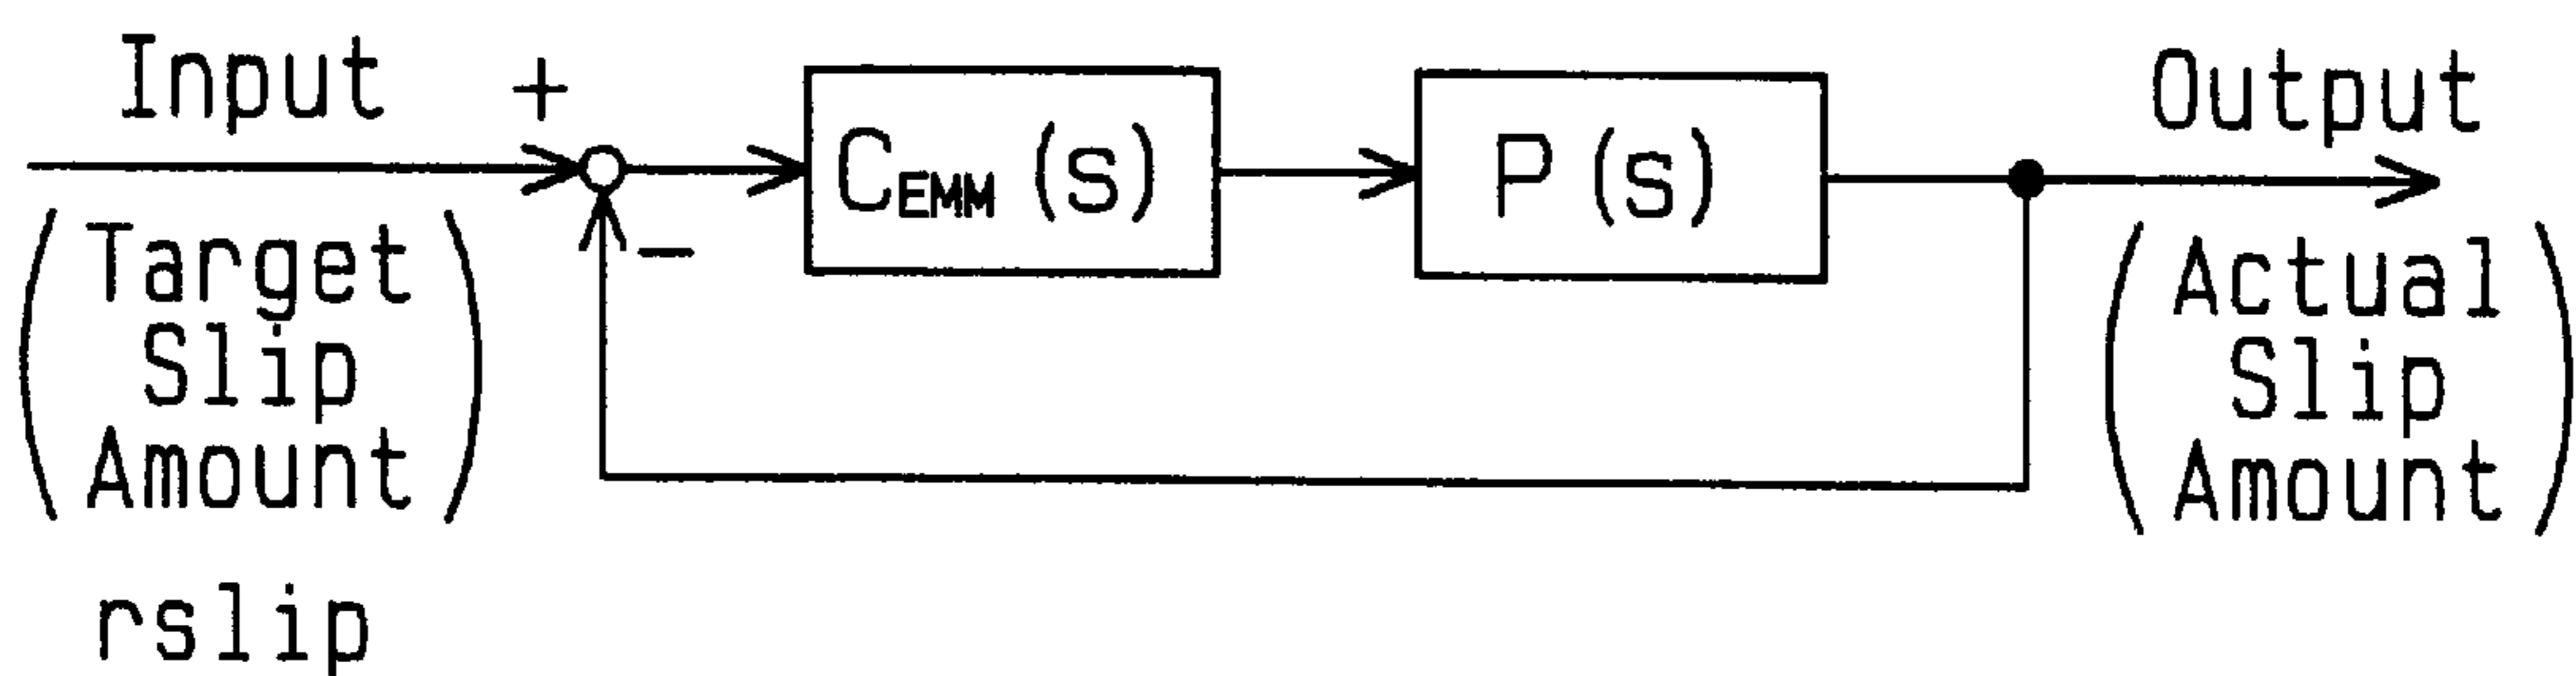 Input
+
−
(Target
Slip
Amount)
rslip
CEMM (s)
P (s)
Output
(Actual
Slip
Amount)